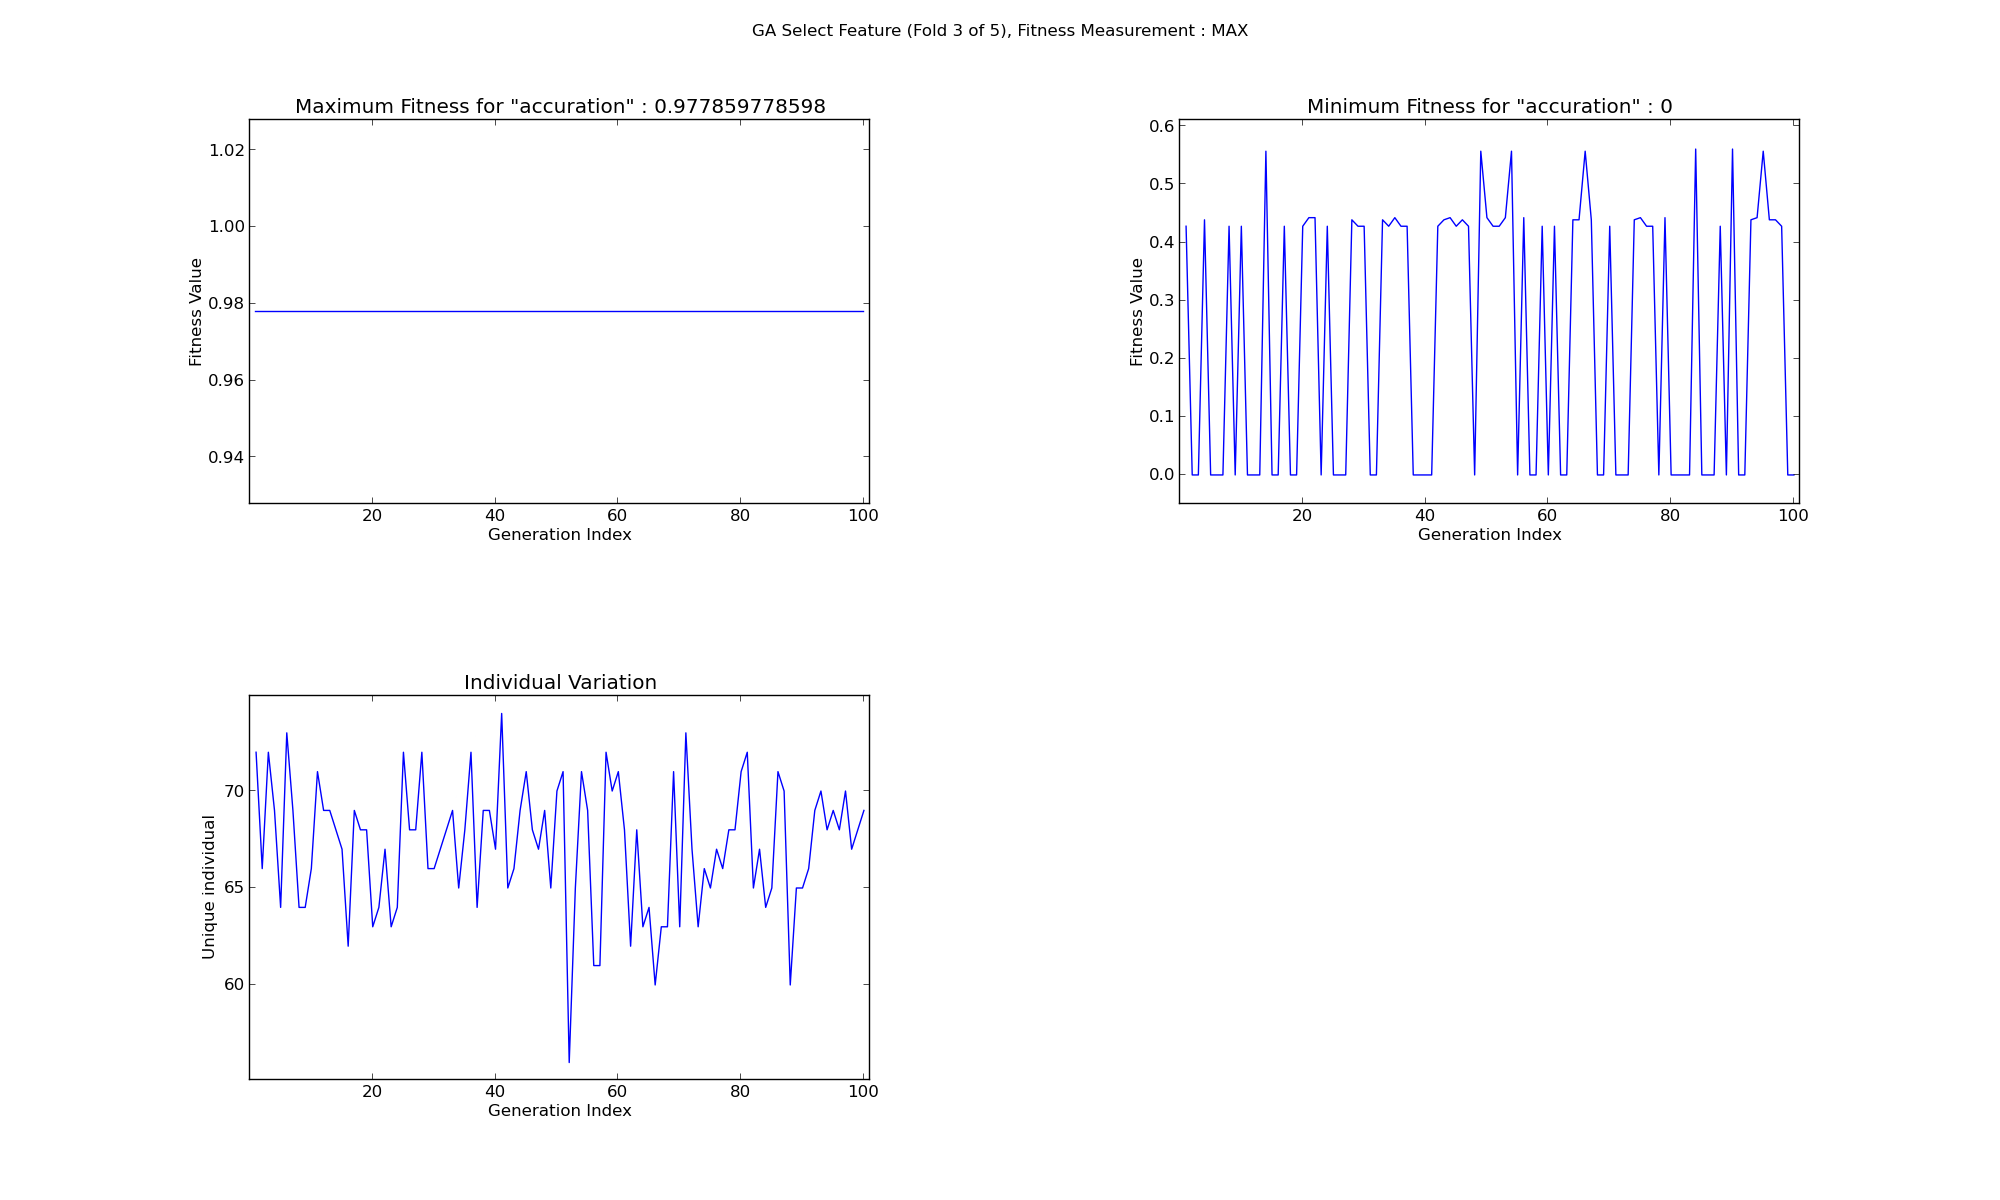 GA Select Feature (Fold 3 of 5), Fitness Measurement : MAX
Maximum Fitness for "accuration" : 0.977859778598
1.02
1.00
0.98
0.96
0.94
Fitness Value
20 40 60 80 100
Generation Index
Minimum Fitness for "accuration" : 0
0.6
0.5
0.4
0.3
0.2
0.1
0.0
Fitness Value
20 40 60 80 100
Generation Index
Individual Variation
70
65
60
Unique individual
20 40 60 80 100
Generation Index